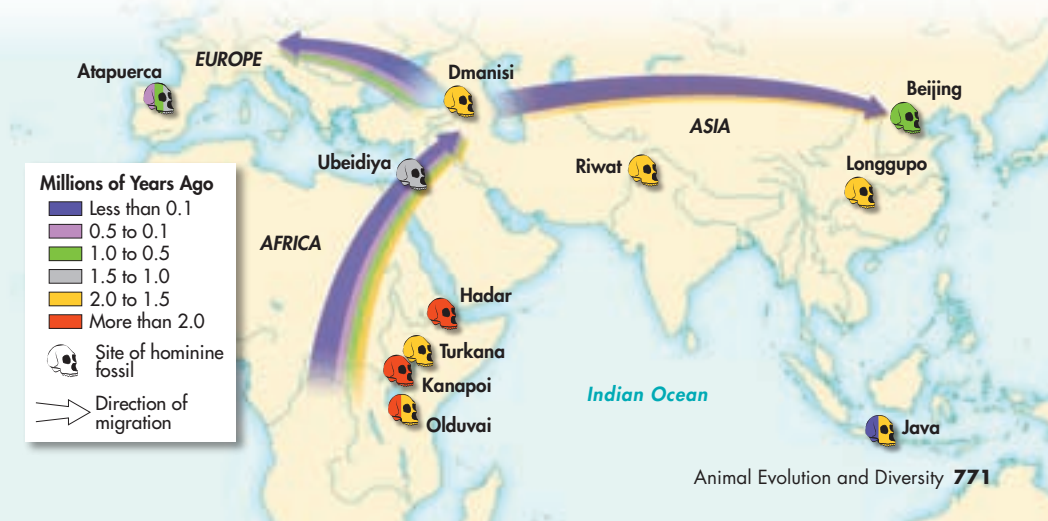 EUROPE
Atapuerca
Dmanisi
Beijing
ASIA
Ubeidiya
Riwat
Longgupo
Millions of Years Ago
Less than 0.1
0.5 to 0.1
1.0 to 0.5
1.5 to 1.0
2.0 to 1.5
More than 2.0
Site of hominine
fossil
Direction of
migration
AFRICA
Hadar
Turkana
Kanapoi
Olduvai
Indian Ocean
Java
Animal Evolution and Diversity 771